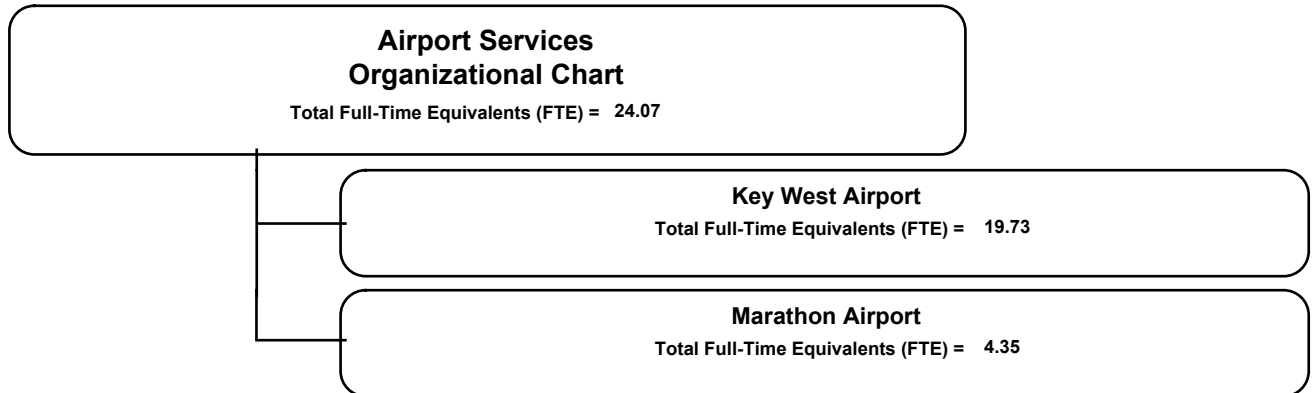 Airport Services
Organizational Chart
Total Full-Time Equivalents (FTE) = 24.07
Key West Airport
Total Full-Time Equivalents (FTE) = 19.73
Marathon Airport
Total Full-Time Equivalents (FTE) = 4.35